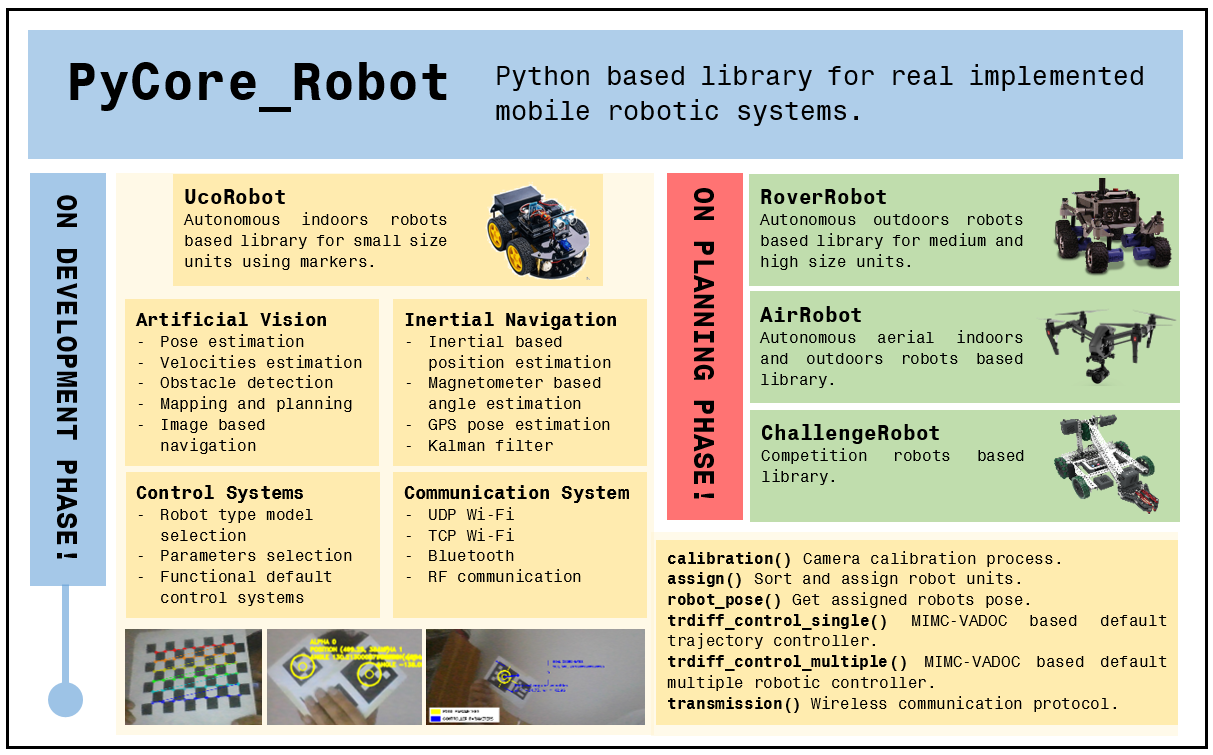 PyCore_Robot
Python based library for real implemented
mobile robotic systems.
ON DEVELOPMENT PHASE!
UcoRobot
Autonomous indoors robots
based library for small size
units using markers.
Artificial Vision
- Pose estimation
- Velocities estimation
- Obstacle detection
- Mapping and planning
- Image based
navigation
Inertial Navigation
- Inertial based
position estimation
- Magnetometer based
angle estimation
- GPS pose estimation
- Kalman filter
Control Systems
- Robot type model
selection
- Parameters selection
- Functional default
control systems
Communication System
- UDP Wi-Fi
- TCP Wi-Fi
- Bluetooth
- RF communication
ALPHA 0
POSITION
ANGLE
ON PLANNING PHASE!
RoverRobot
Autonomous outdoors robots
based library for medium and
high size units.
AirRobot
Autonomous aerial indoors
and outdoors robots based
library.
ChallengeRobot
Competition robots based
library.
calibration() Camera calibration process.
assign() Sort and assign robot units.
robot_pose() Get assigned robots pose.
trdiff_control_single() MIMC-VADOC based default
trajectory controller.
trdiff_control_multiple() MIMC-VADOC based default
multiple robotic controller.
transmission() Wireless communication protocol.